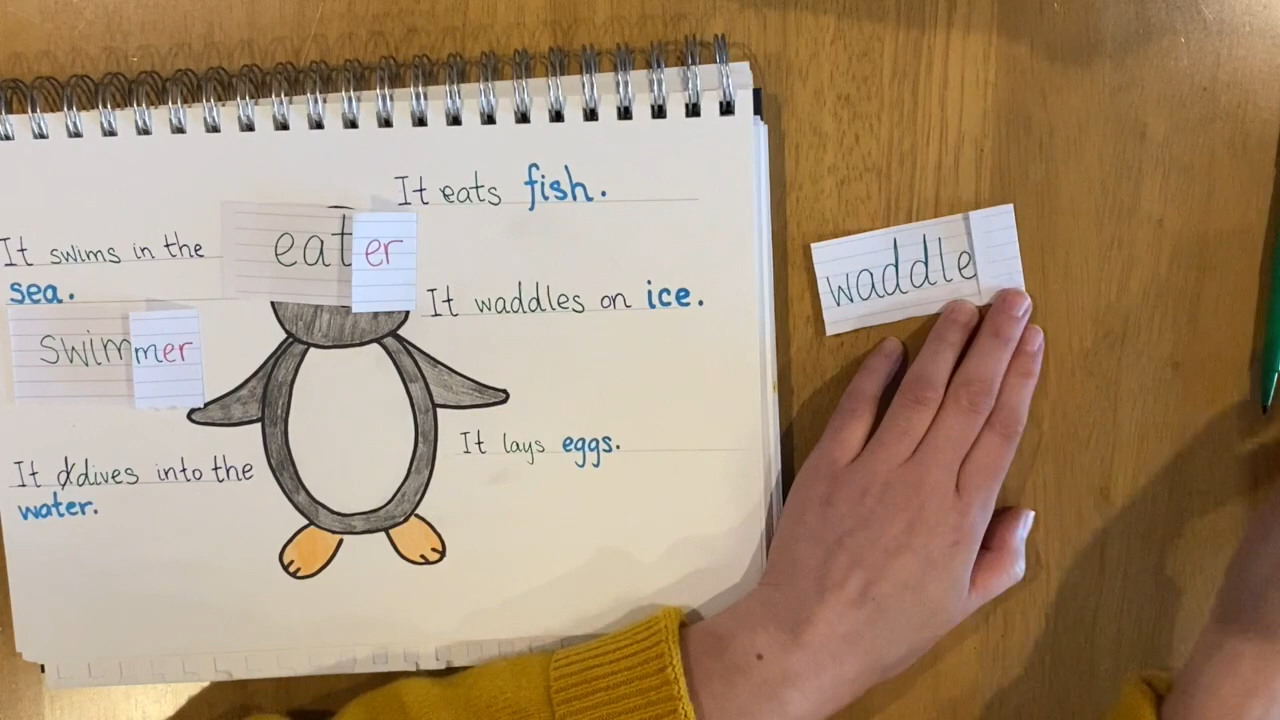 It eats fish.
eater
It swims in the
sea.
It waddles on ice.
swimmer
It lays eggs.
It dives into the
water.
waddle